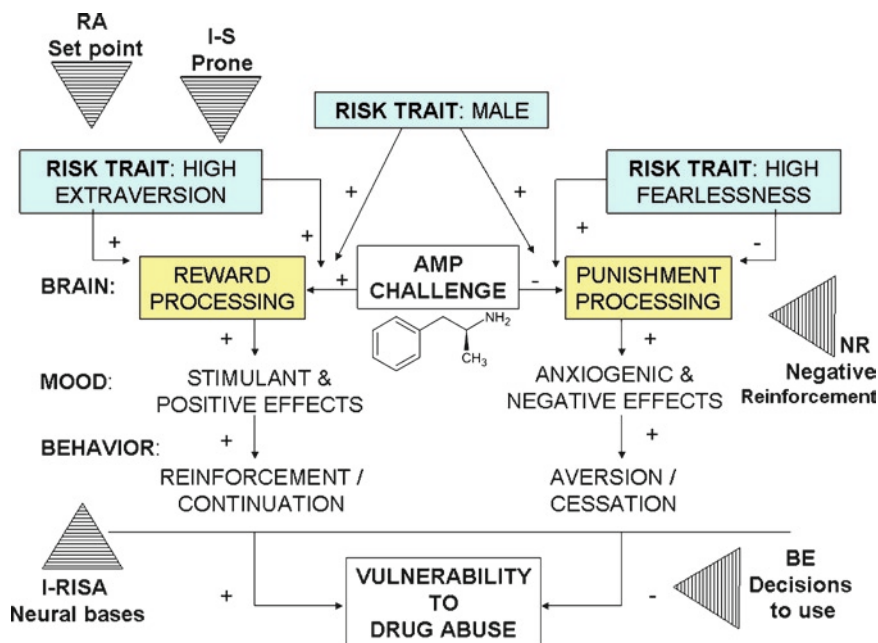 RA
Set point
I-S
Prone
RISK TRAIT: MALE
RISK TRAIT: HIGH
EXTRAVERSION
RISK TRAIT: HIGH
FEARLESSNESS
+
+
+
+
+
-
BRAIN:
REWARD
PROCESSING
+
AMP
CHALLENGE
-
PUNISHMENT
PROCESSING
NH2
CH3
+
+
NR
Negative
Reinforcement
MOOD:
STIMULANT &
POSITIVE EFFECTS
ANXIOGENIC &
NEGATIVE EFFECTS
+
+
BEHAVIOR:
REINFORCEMENT /
CONTINUATION
AVERSION /
CESSATION
I-RISA
Neural bases
+
VULNERABILITY
TO
DRUG ABUSE
-
BE
Decisions
to use